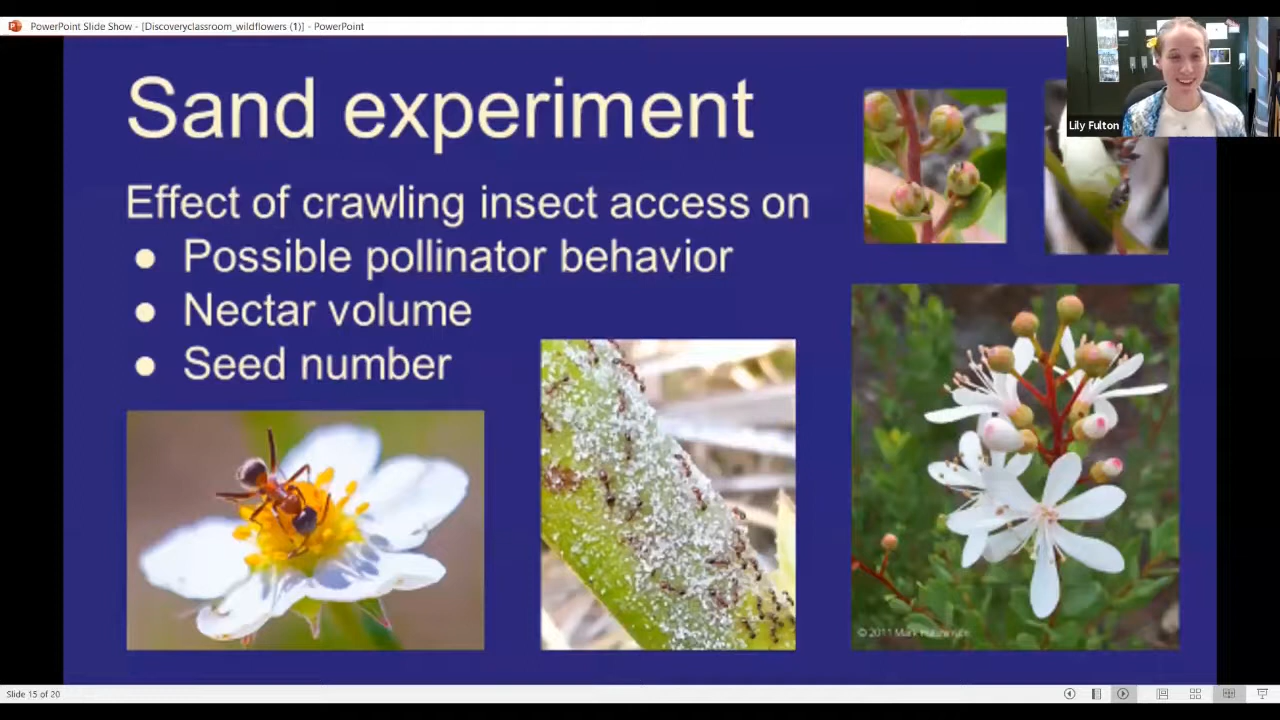 PowerPoint Slide Show - [Discoveryclassroom_wildflowers (1)] - PowerPoint
Lily Fulton
Sand experiment
Effect of crawling insect access on
● Possible pollinator behavior
● Nectar volume
● Seed number
© 2011 Mark
Slide 15 of 20